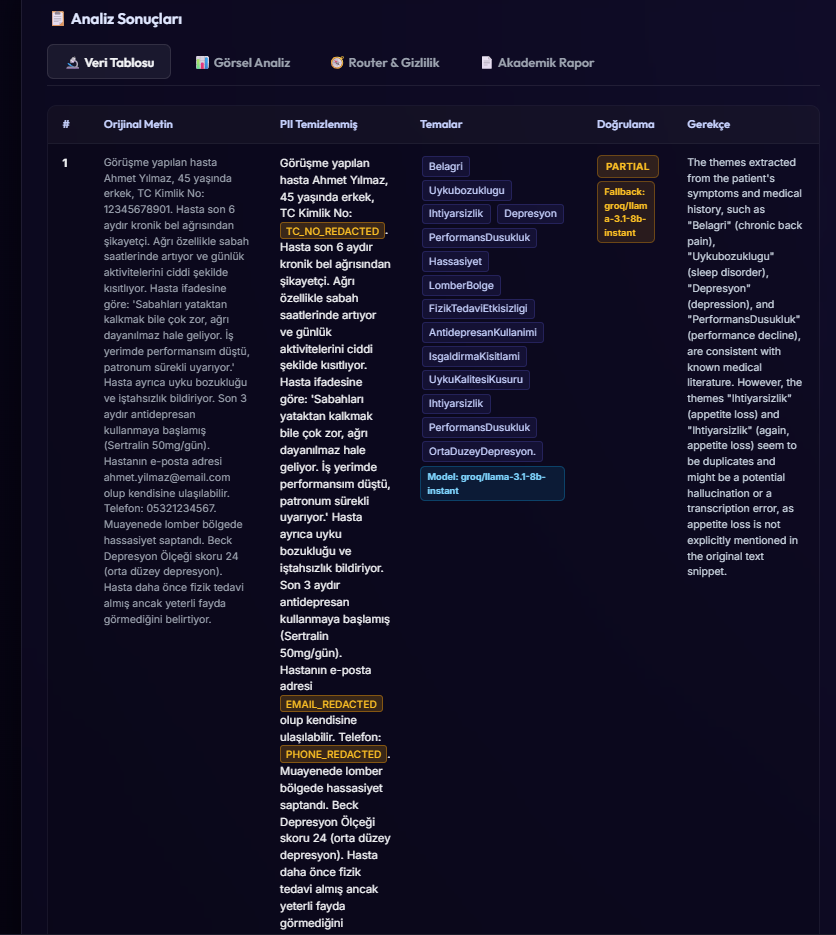 Analiz Sonuçları
Veri Tablosu
Görsel Analiz
Router & Gizlilik
Akademik Rapor
#
Orijinal Metin
PII Temizlenmiş
Temalar
Doğrulama
Gerekçe
1
Görüşme yapılan hasta
Ahmet Yılmaz, 45 yaşında
erkek, TC Kimlik No:
12345678901. Hasta son 6
aydır kronik bel ağrısından
şikayetçi. Ağrı özellikle sabah
saatlerinde artıyor ve günlük
aktivitelerini ciddi şekilde
kısıtlıyor. Hasta ifadesine
göre: 'Sabahları yataktan
kalkmak bile çok zor, ağrı
dayanılmaz hale geliyor. İş
yerimde performansım düştü,
patronum sürekli uyarıyor.'
Hasta ayrıca uyku bozukluğu
ve iştahsızlık bildiriyor. Son 3
aydır antidepresan
kullanmaya başlamış
(Sertralin 50mg/gün).
Hastanın e-posta adresi
ahmet.yilmaz@email.com
olup kendisine ulaşılabilir.
Telefon: 05321234567.
Muayenede lomber bölgede
hassasiyet saptandı. Beck
Depresyon Ölçeği skoru 24
(orta düzey depresyon).
Hasta daha önce fizik tedavi
almış ancak yeterli fayda
görmediğini belirtiyor.
Görüşme yapılan
hasta Ahmet Yılmaz,
45 yaşında erkek,
TC Kimlik No:
TC_NO_REDACTED.
Hasta son 6 aydır
kronik bel ağrısından
şikayetçi. Ağrı
özellikle sabah
saatlerinde artıyor
ve günlük
aktivitelerini ciddi
şekilde kısıtlıyor.
Hasta ifadesine
göre: 'Sabahları
yataktan kalkmak
bile çok zor, ağrı
dayanılmaz hale
geliyor. İş yerimde
performansım düştü,
patronum sürekli
uyarıyor.' Hasta
ayrıca uyku
bozukluğu ve
iştahsızlık bildiriyor.
Son 3 aydır
antidepresan
kullanmaya başlamış
(Sertralin
50mg/gün).
Hastanın e-posta
adresi
EMAIL_REDACTED
olup kendisine
ulaşılabilir. Telefon:
PHONE_REDACTED.
Muayenede lomber
bölgede hassasiyet
saptandı. Beck
Depresyon Ölçeği
skoru 24 (orta düzey
depresyon). Hasta
daha önce fizik
tedavi almış ancak
yeterli fayda
görmediğini
Belagri
Uykubozuklugu
Ihtiyarsizlik Depresyon
PerformansDusukluk
Hassasiyet
LomberBolge
FizikTedaviEtkisizligi
AntidepresanKullanimi
IsgaldirmaKisitlami
UykuKalitesiKusuru
Ihtiyarsizlik
PerformansDusukluk
OrtaDuzeyDepresyon.
Model: groq/llama-3.1-8b-
instant
PARTIAL
Fallback:
groq/llam
a-3.1-8b-
instant
The themes extracted
from the patient's
symptoms and medical
history, such as
"Belagri" (chronic back
pain),
"Uykubozuklugu"
(sleep disorder),
"Depresyon"
(depression), and
"PerformansDusukluk"
(performance decline),
are consistent with
known medical
literature. However, the
themes "Ihtiyarsizlik"
(appetite loss) and
"Ihtiyarsizlik" (again,
appetite loss) seem to
be duplicates and
might be a potential
hallucination or a
transcription error, as
appetite loss is not
explicitly mentioned in
the original text
snippet.